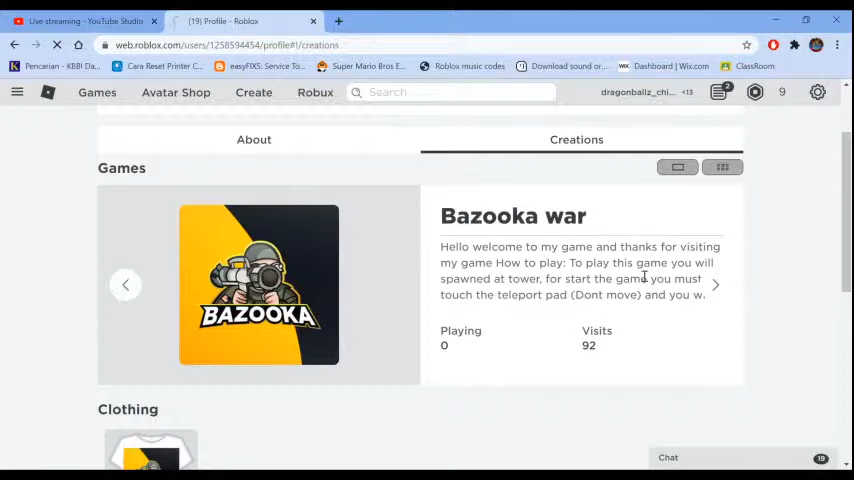 Live streaming - YouTube Studio
(19) Profile - Roblox
web.roblox.com/users/1258594454/profile#!/creations
Pencarian - KBBI Da...
Cara Reset Printer C...
easyFIXS: Service To...
Super Mario Bros E...
Roblox music codes
Download sound or...
WIX Dashboard | Wix.com
ClassRoom
Games
Avatar Shop
Create
Robux
Search
dragonballz_chi... <13
2
9
About
Creations
Games
BAZOOKA
Bazooka war
Hello welcome to my game and thanks for visiting
my game How to play: To play this game you will
spawned at tower, for start the game you must
touch the teleport pad (Dont move) and you w.
Playing
Visits
0
92
Clothing
Chat
19